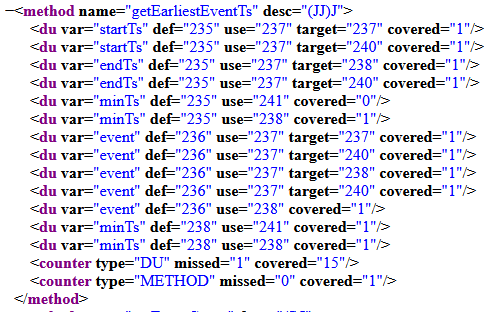 −<method name="getEarliestEventTs" desc="(JJ)J">
<du var="startTs" def="235" use="237" target="237" covered="1"/>
<du var="startTs" def="235" use="237" target="240" covered="1"/>
<du var="endTs" def="235" use="237" target="238" covered="1"/>
<du var="endTs" def="235" use="237" target="240" covered="1"/>
<du var="minTs" def="235" use="241" covered="0"/>
<du var="minTs" def="235" use="238" covered="1"/>
<du var="event" def="236" use="237" target="237" covered="1"/>
<du var="event" def="236" use="237" target="240" covered="1"/>
<du var="event" def="236" use="237" target="238" covered="1"/>
<du var="event" def="236" use="237" target="240" covered="1"/>
<du var="event" def="236" use="238" covered="1"/>
<du var="minTs" def="238" use="241" covered="1"/>
<du var="minTs" def="238" use="238" covered="1"/>
<counter type="DU" missed="1" covered="15"/>
<counter type="METHOD" missed="0" covered="1"/>
</method>